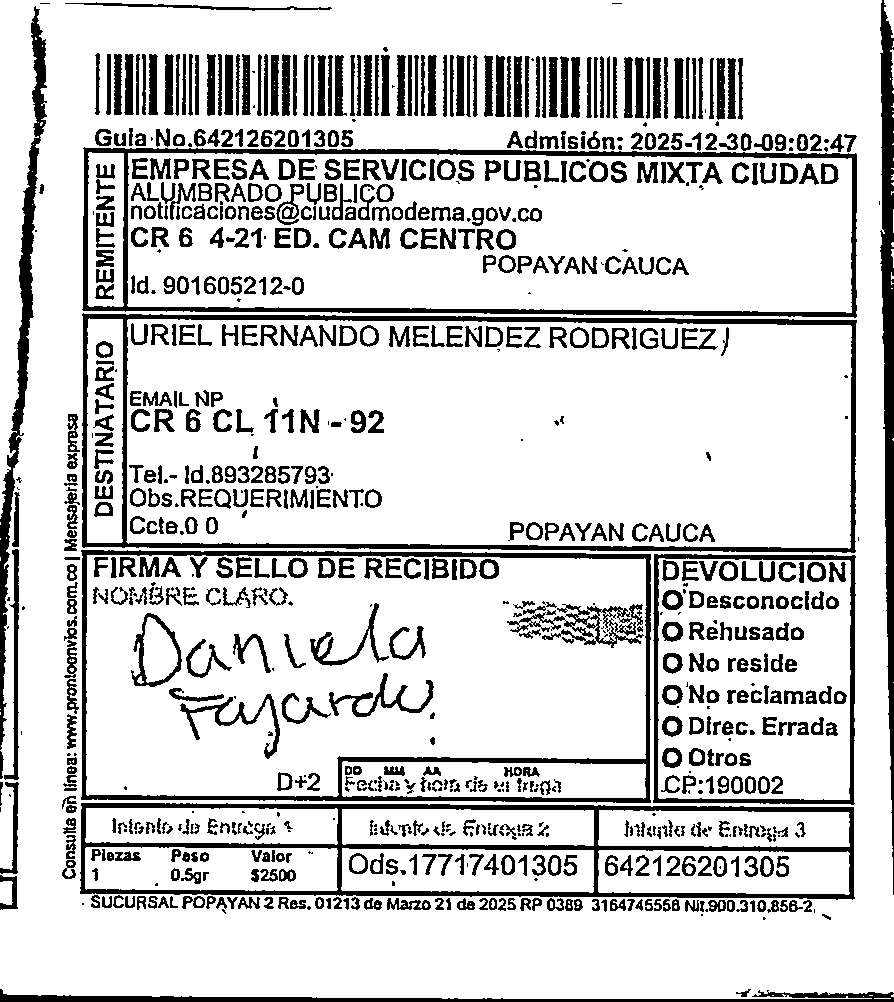 Guia No.642126201305 Admisión: 2025-12-30-09:02:47
REMITENTE
EMPRESA DE SERVICIOS PUBLICOS MIXTA CIUDAD
ALUMBRADO PUBLICO
notificaciones@ciudadmoderna.gov.co
CR 6 4-21 ED. CAM CENTRO
POPAYAN CAUCA
Id. 901605212-0
DESTINATARIO
URIEL HERNANDO MELENDEZ RODRIGUEZ /
EMAIL NP
CR 6 CL 11N - 92
Tel.- Id.893285793
Obs.REQUERIMIENTO
Ccte.0 0
POPAYAN CAUCA
Consulta en línea: www.prontoenvios.com.co | Mensajería expresa
FIRMA Y SELLO DE RECIBIDO
NOMBRE CLARO.
Daniela
Fajardo
D+2
DD MM AA HORA
Fecha y hora de entrega
DEVOLUCION
Desconocido
Rehusado
No reside
No reclamado
Direc. Errada
Otros
CP:190002
Intento de Entrega 1
Intento de Entrega 2
Intento de Entrega 3
Piezas Peso Valor
1 0.5gr $2500
Ods.17717401305
642126201305
SUCURSAL POPAYAN 2 Res. 01213 de Marzo 21 de 2025 RP 0389 3164745556 Nit.900.310.856-2